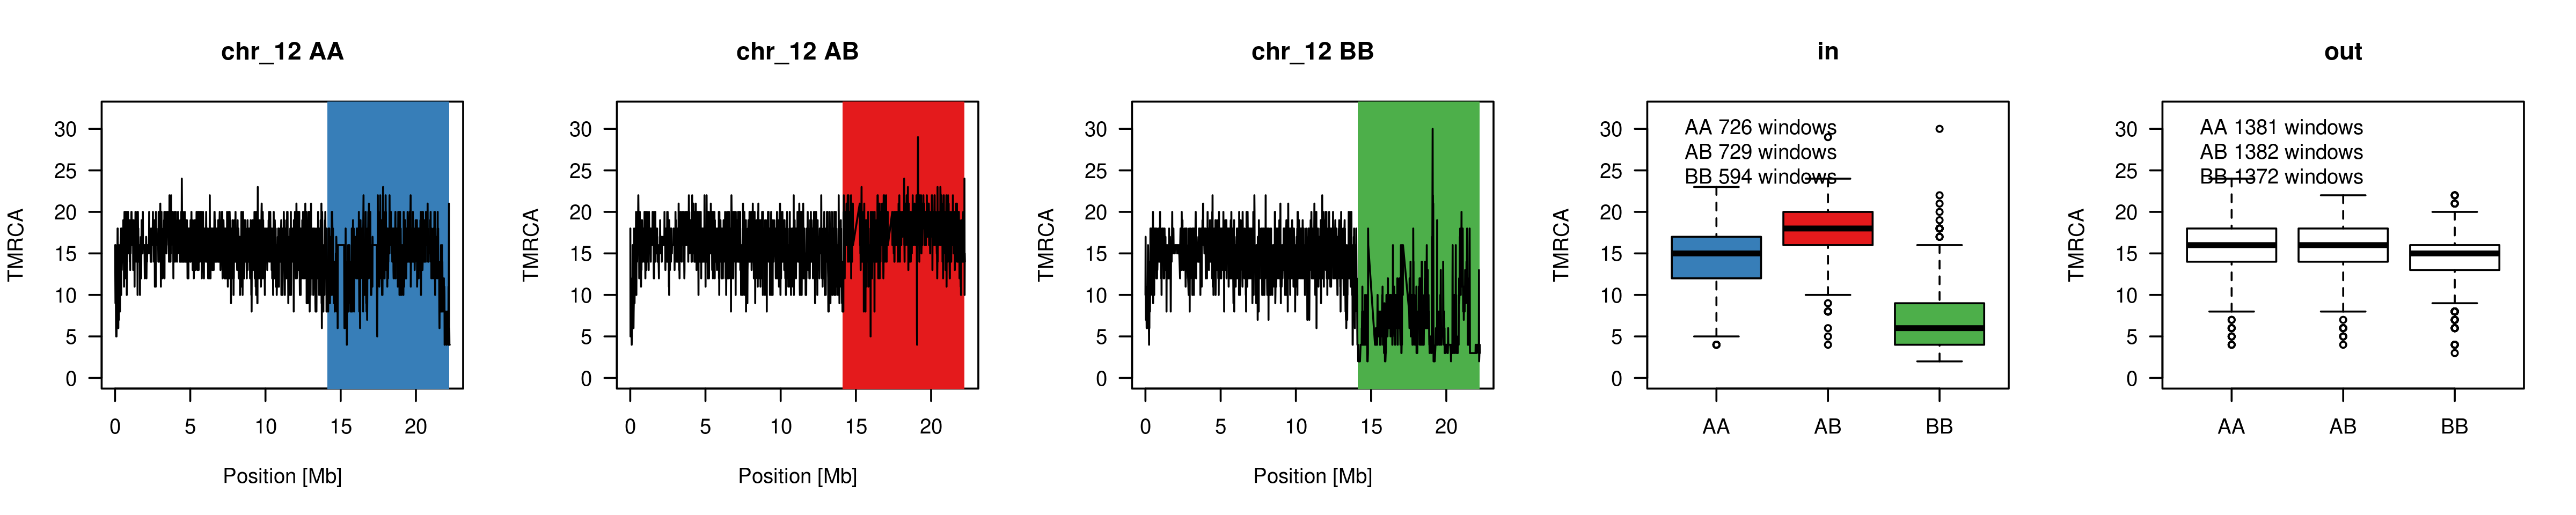 chr_12 AA
TMRCA
30
25
20
15
10
5
0
0 5 10 15 20
Position [Mb]
chr_12 AB
TMRCA
30
25
20
15
10
5
0
0 5 10 15 20
Position [Mb]
chr_12 BB
TMRCA
30
25
20
15
10
5
0
0 5 10 15 20
Position [Mb]
in
TMRCA
30
25
20
15
10
5
0
AA 726 windows
AB 729 windows
BB 594 windows
AA AB BB
out
TMRCA
30
25
20
15
10
5
0
AA 1381 windows
AB 1382 windows
BB 1372 windows
AA AB BB